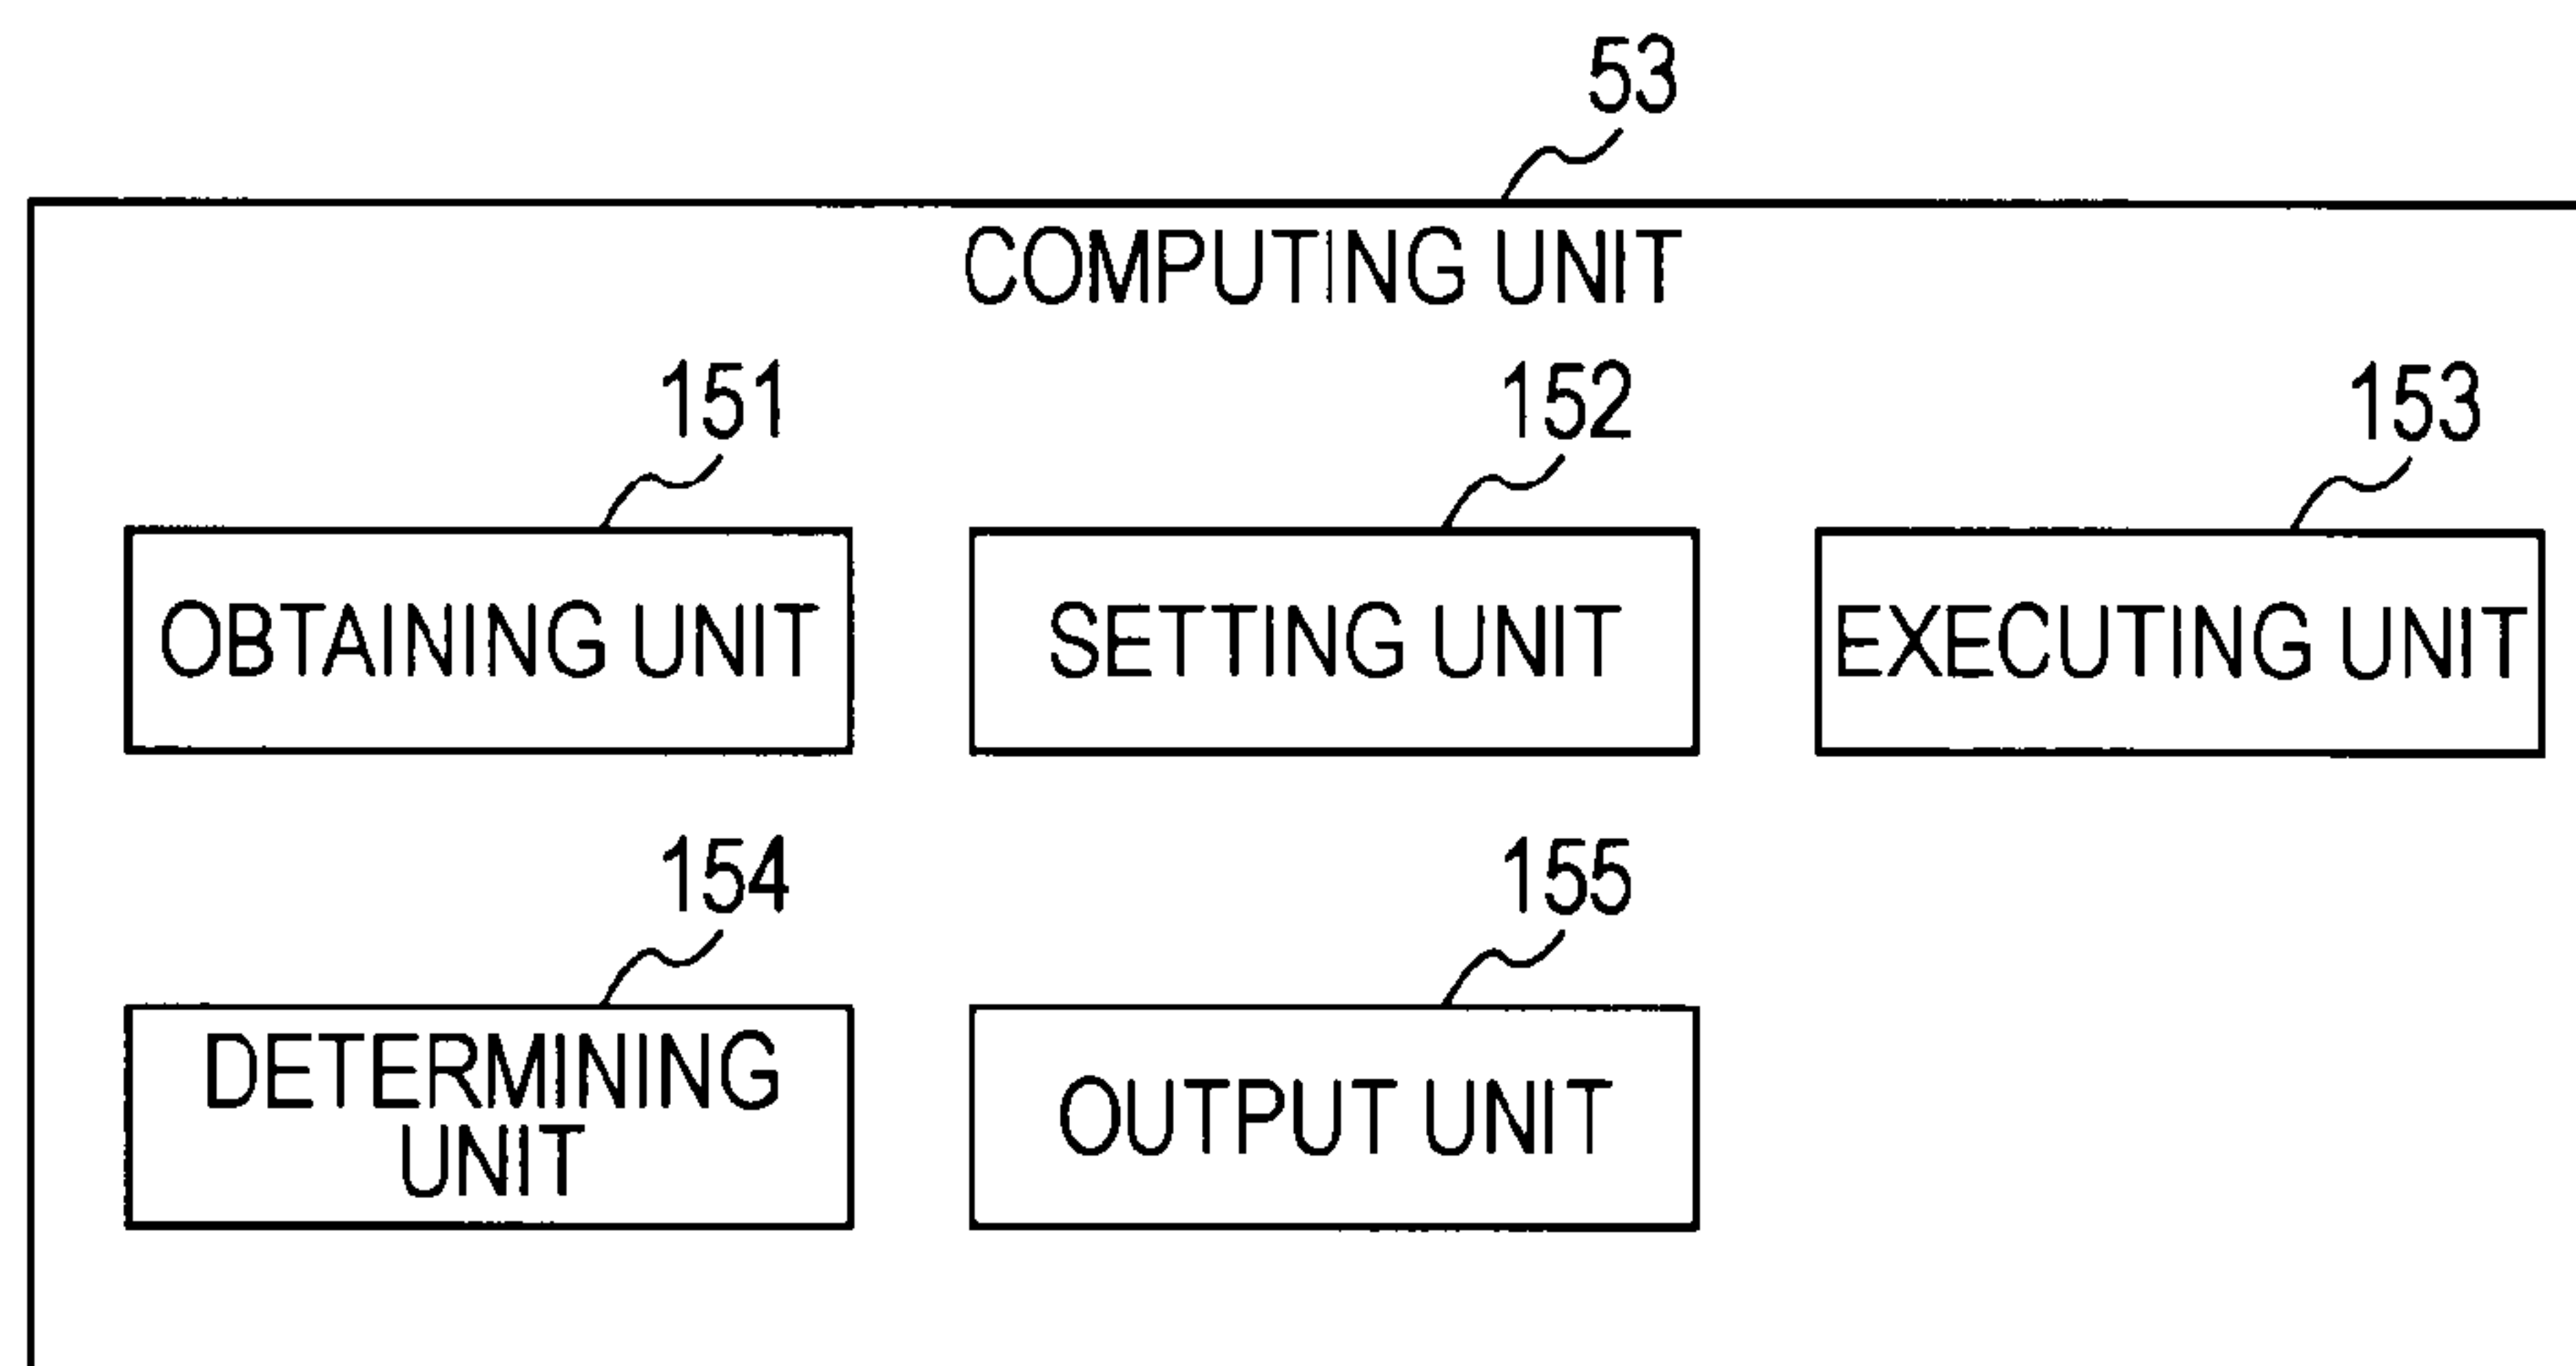 53
COMPUTING UNIT
151
152
153
OBTAINING UNIT
SETTING UNIT
EXECUTING UNIT
154
155
DETERMINING
UNIT
OUTPUT UNIT